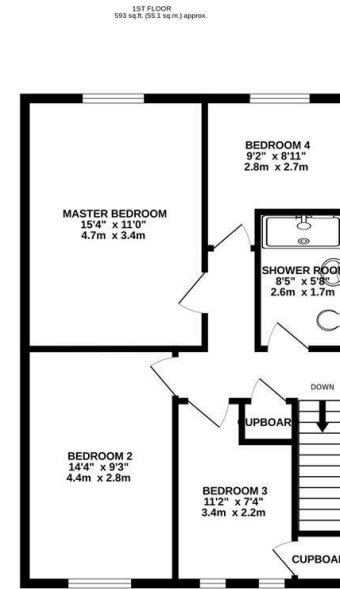 1ST FLOOR
593 sq.ft. (55.1 sq.m.) approx.
BEDROOM 4
9'2" x 8'11"
2.8m x 2.7m
MASTER BEDROOM
15'4" x 11'0"
4.7m x 3.4m
SHOWER ROOM
8'5" x 5'8"
2.6m x 1.7m
DOWN
CUPBOARD
BEDROOM 2
14'4" x 9'3"
4.4m x 2.8m
BEDROOM 3
11'2" x 7'4"
3.4m x 2.2m
CUPBOA